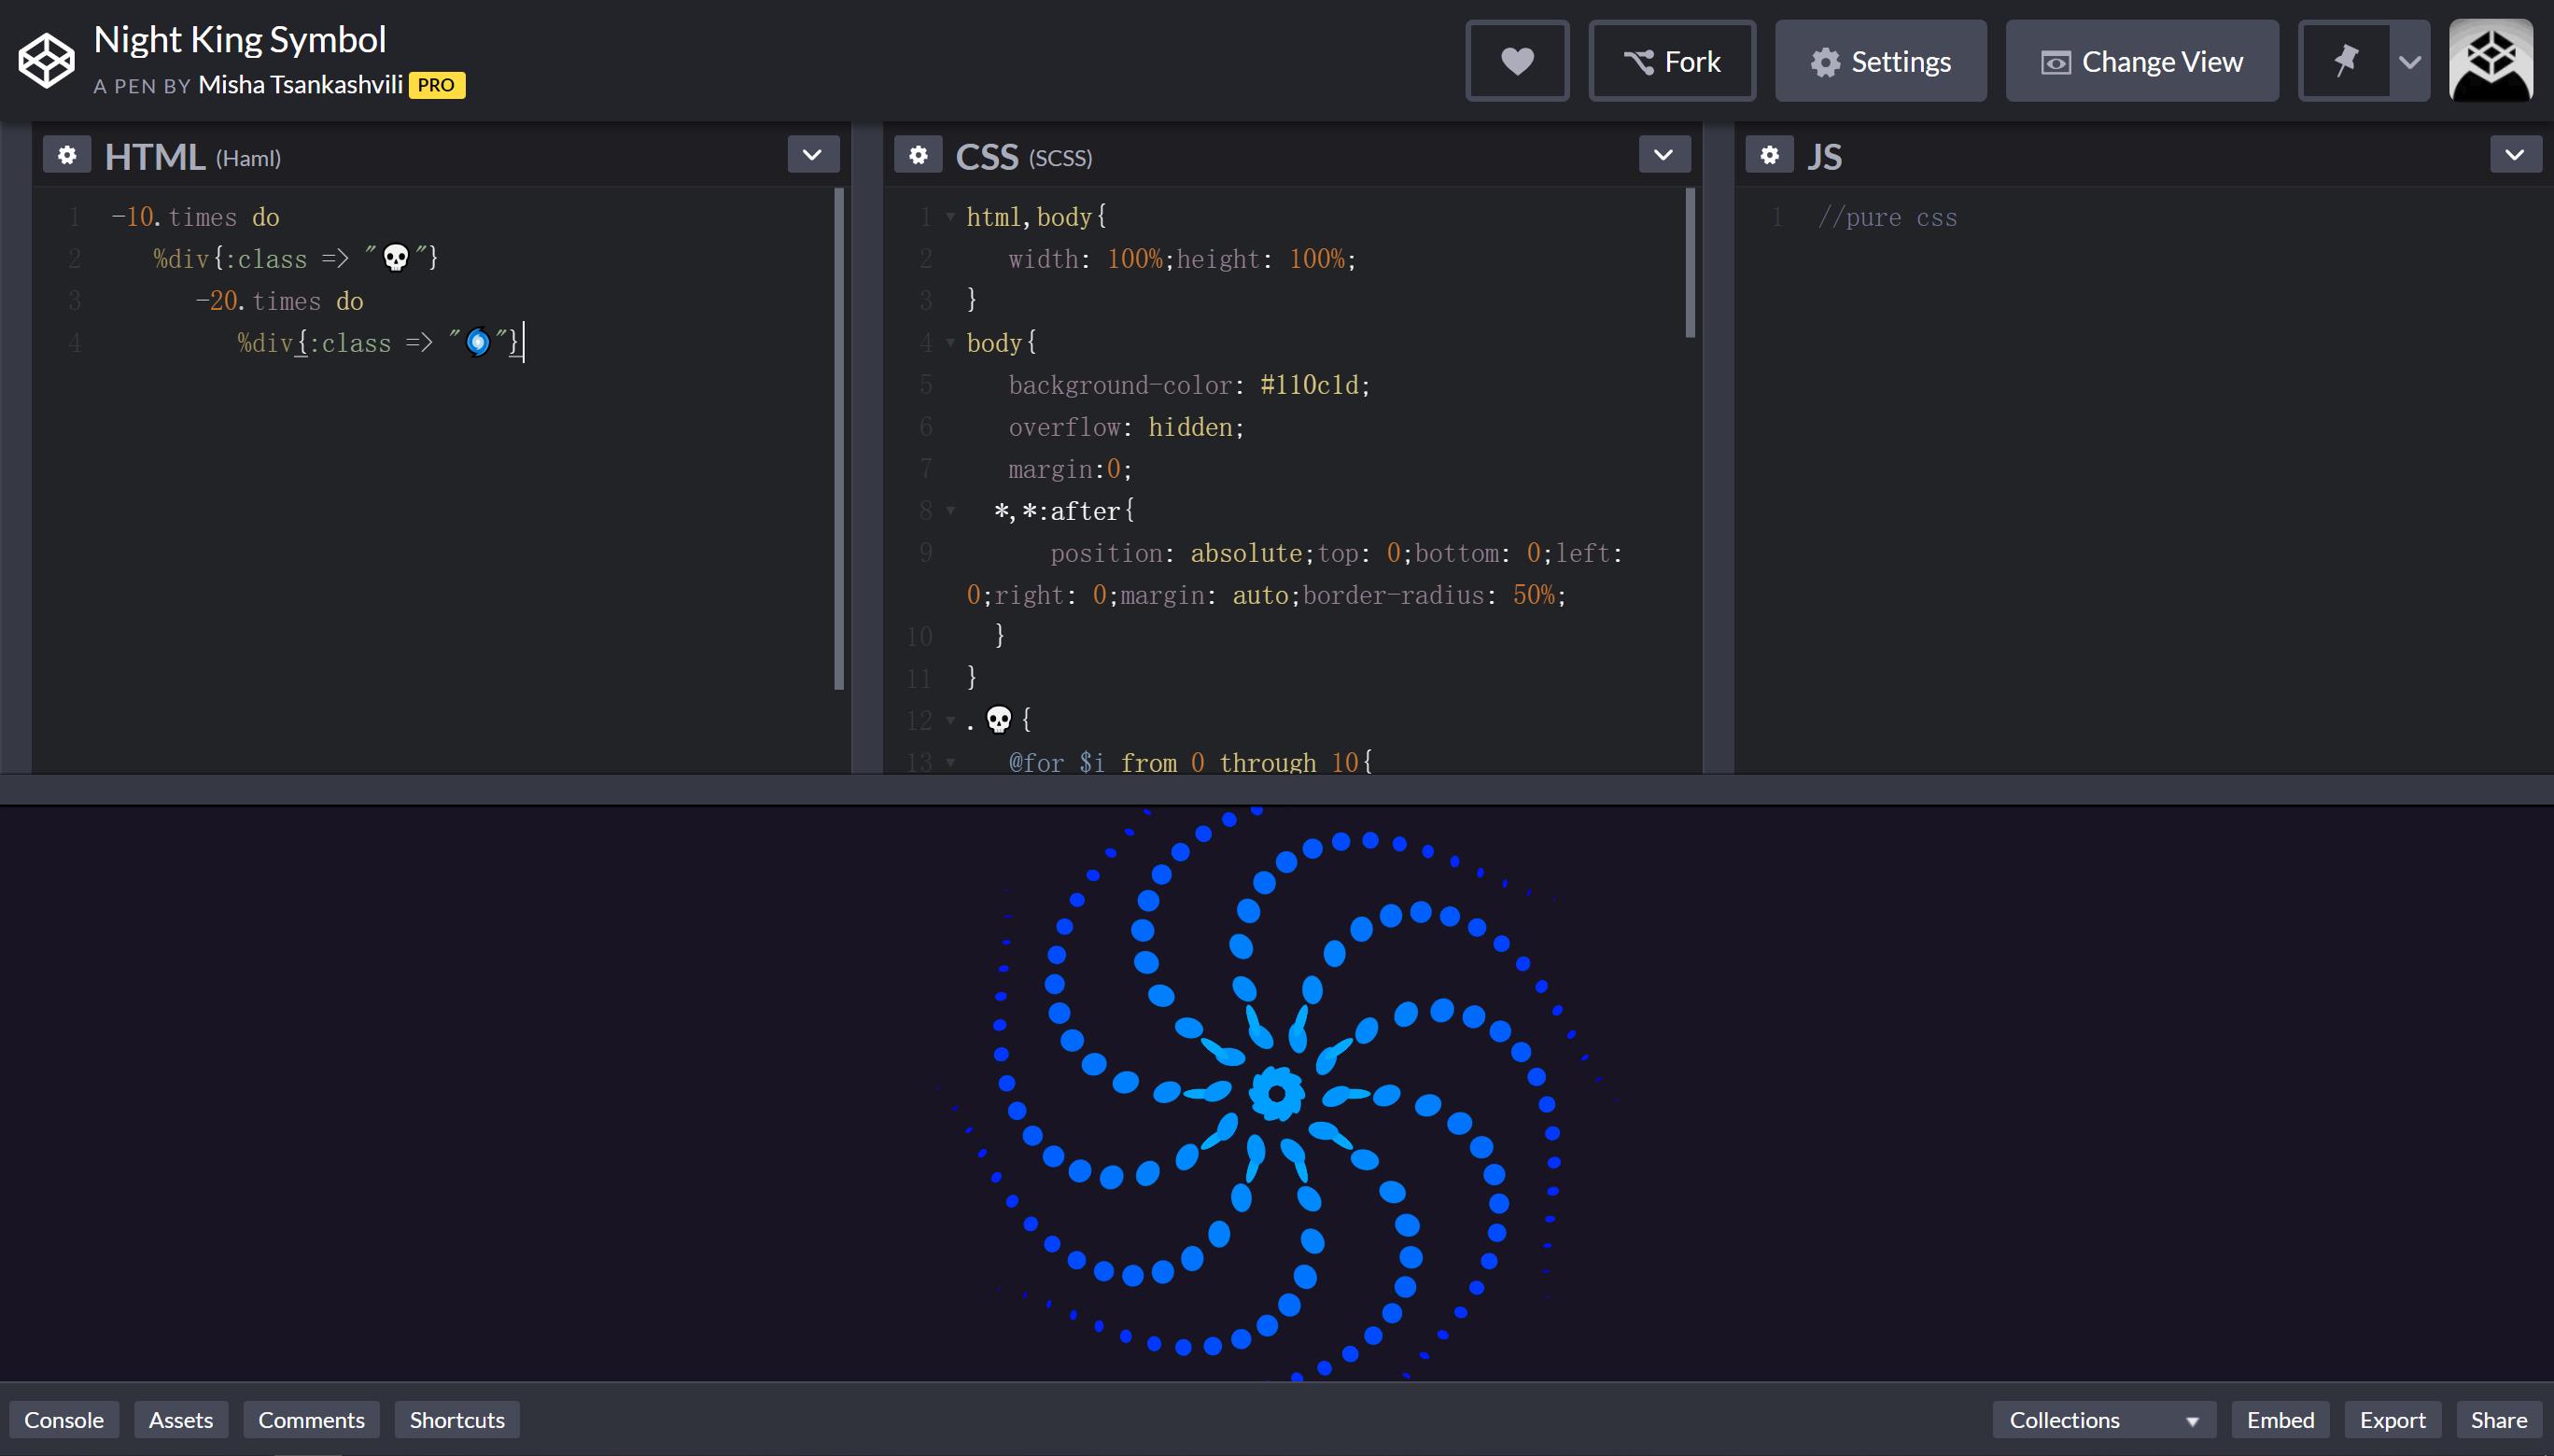 Night King Symbol
A PEN BY Misha Tsankashvili PRO
Fork
Settings
Change View
HTML (Haml)
1 -10.times do
2 %div{:class => "💀"}
3 -20.times do
4 %div{:class => "🌀"}
CSS (SCSS)
1 html,body{
2 width: 100%;height: 100%;
3 }
4 body{
5 background-color: #110c1d;
6 overflow: hidden;
7 margin:0;
8 *,*:after{
9 position: absolute;top: 0;bottom: 0;left:
0;right: 0;margin: auto;border-radius: 50%;
10 }
11 }
12 .💀{
13 @for $i from 0 through 10{
JS
1 //pure css
Console
Assets
Comments
Shortcuts
Collections
Embed
Export
Share